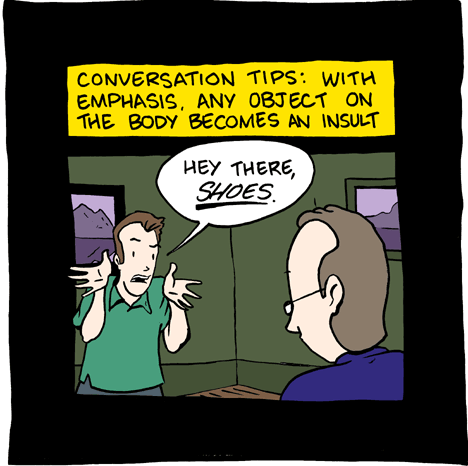 CONVERSATION TIPS: WITH
EMPHASIS, ANY OBJECT ON
THE BODY BECOMES AN INSULT
HEY THERE,
SHOES.